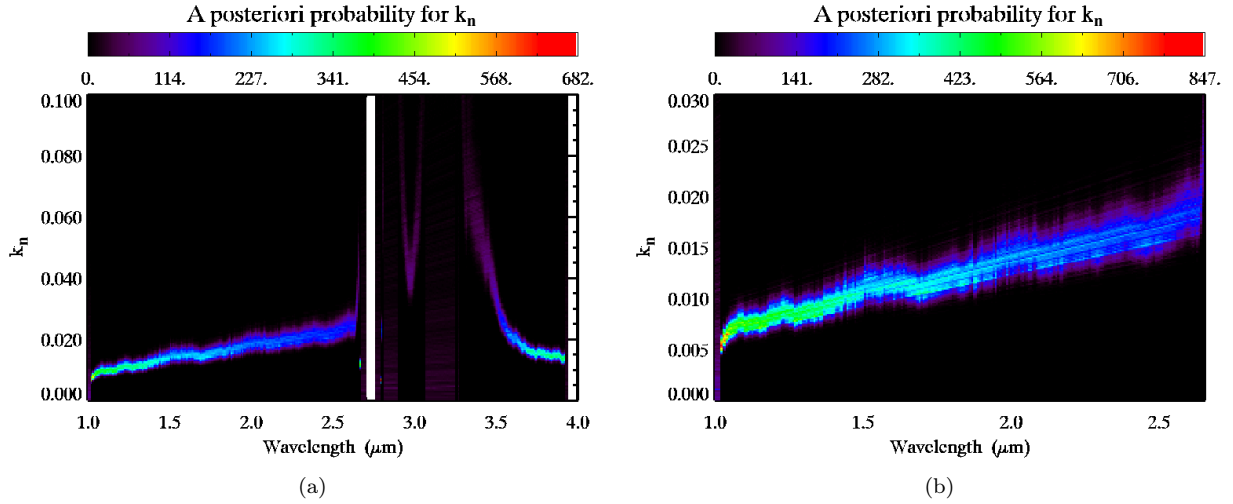 A posteriori probability for kn
0. 114. 227. 341. 454. 568. 682.
0.100
0.080
0.060
0.040
0.020
0.000
kn
1.0 1.5 2.0 2.5 3.0 3.5 4.0
Wavelength (μm)
(a)
A posteriori probability for kn
0. 141. 282. 423. 564. 706. 847.
0.030
0.025
0.020
0.015
0.010
0.005
0.000
kn
1.0 1.5 2.0 2.5
Wavelength (μm)
(b)